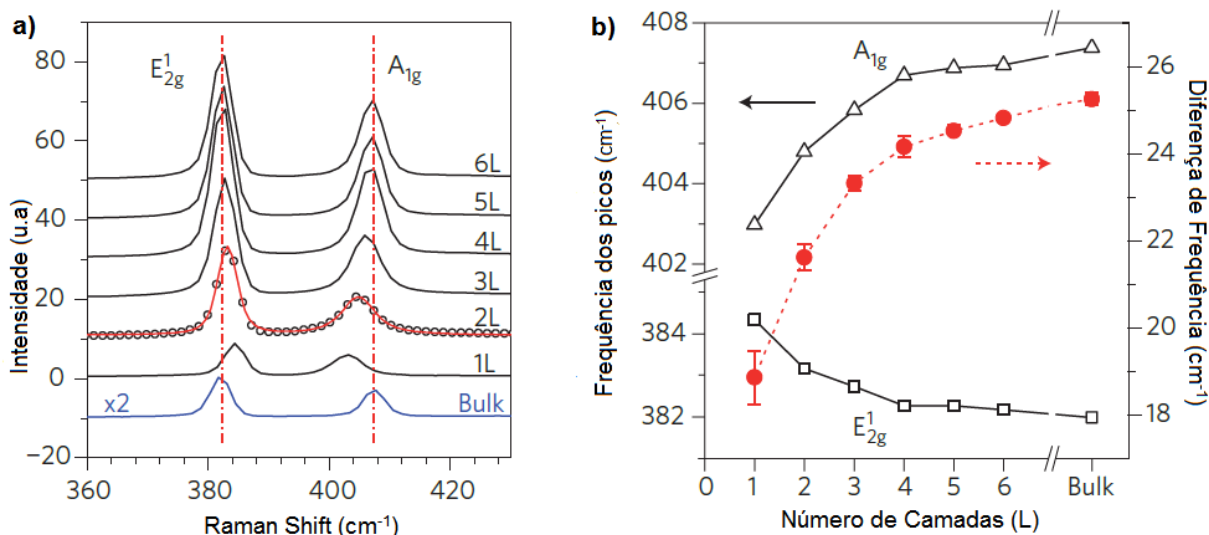 a)
E¹₂g
A₁g
6L
5L
4L
3L
2L
1L
x2
Bulk
80
60
40
20
0
−20
360
380
400
420
Intensidade (u.a)
Raman Shift (cm⁻¹)
b)
A₁g
E¹₂g
408
406
404
402
384
382
Frequência dos picos (cm⁻¹)
26
24
22
20
18
Diferença de Frequência (cm⁻¹)
0
1
2
3
4
5
6
Bulk
Número de Camadas (L)